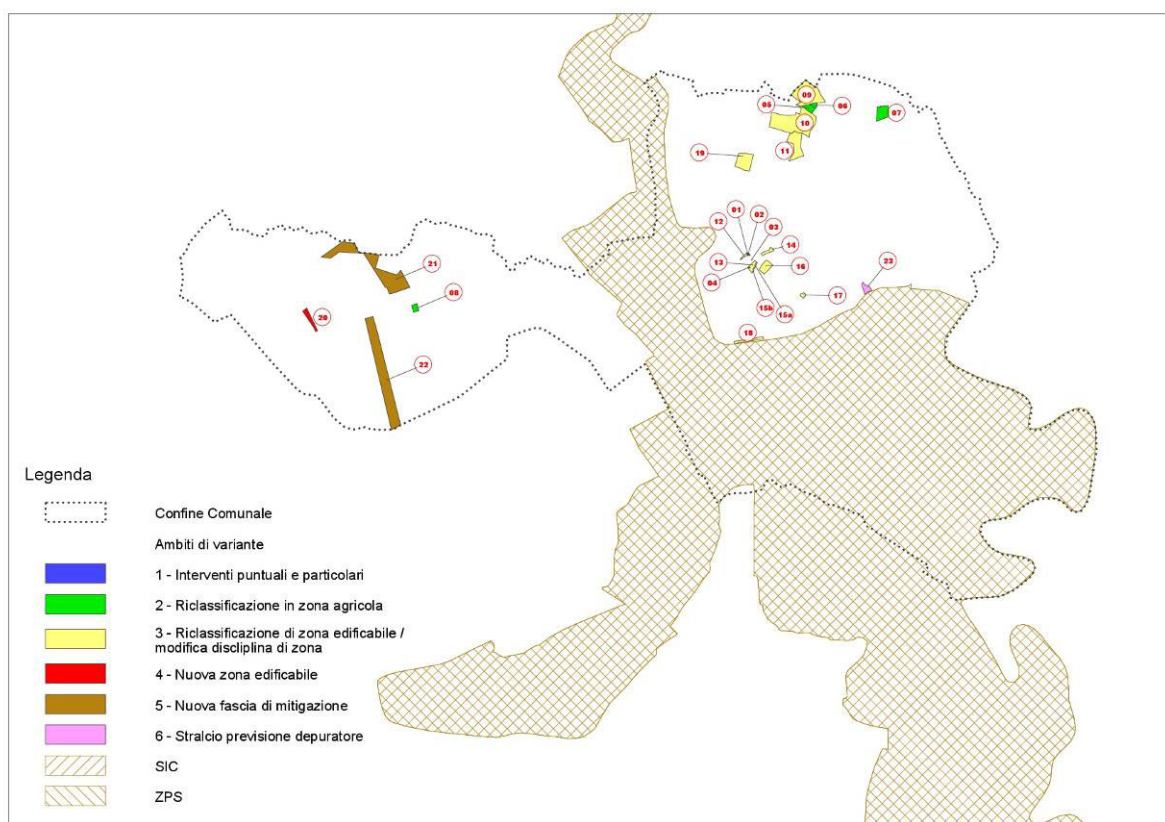 09
05
06
07
10
11
19
01
02
12
03
14
13
16
04
23
17
15b
15a
18
21
08
20
22
Legenda
Confine Comunale
Ambiti di variante
1 - Interventi puntuali e particolari
2 - Riclassificazione in zona agricola
3 - Riclassificazione di zona edificabile /
modifica discliplina di zona
4 - Nuova zona edificabile
5 - Nuova fascia di mitigazione
6 - Stralcio previsione depuratore
SIC
ZPS